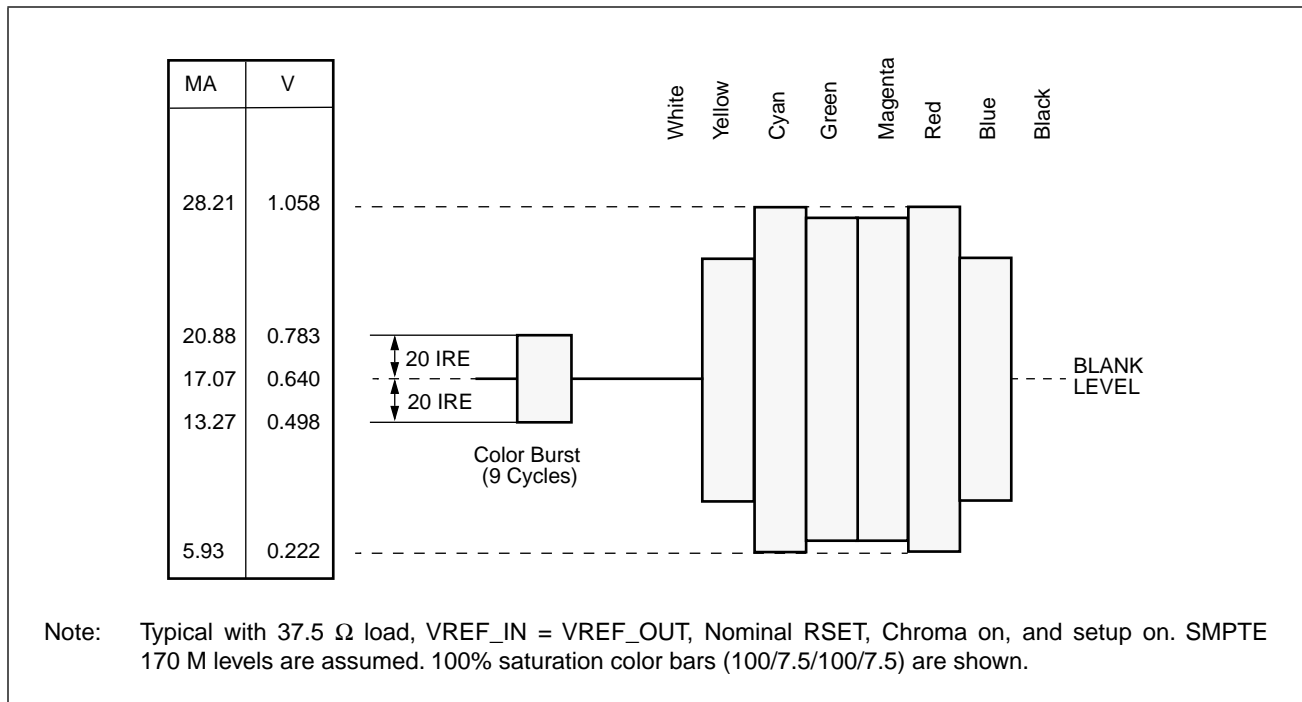 MA V
White
Yellow
Cyan
Green
Magenta
Red
Blue
Black
28.21 1.058
20.88 0.783
20 IRE
17.07 0.640
BLANK
LEVEL
20 IRE
13.27 0.498
Color Burst
(9 Cycles)
5.93 0.222
Note: Typical with 37.5 Ω load, VREF_IN = VREF_OUT, Nominal RSET, Chroma on, and setup on. SMPTE
170 M levels are assumed. 100% saturation color bars (100/7.5/100/7.5) are shown.